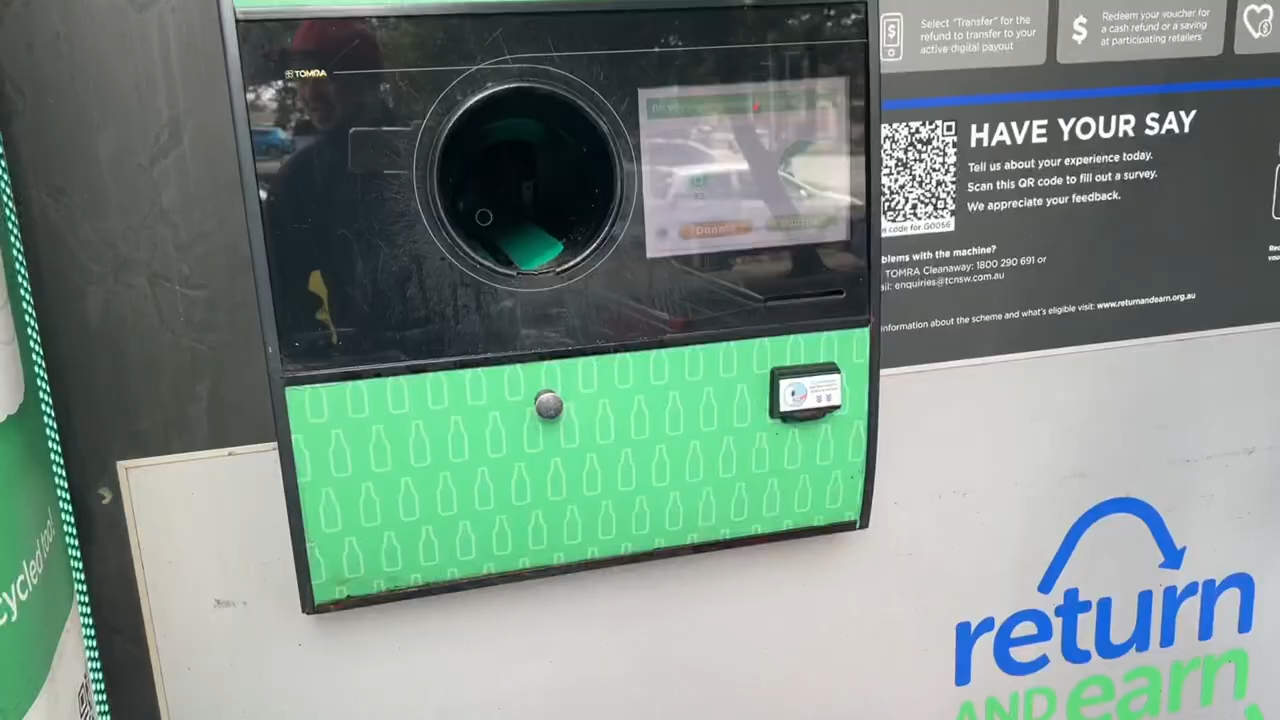 Select "Transfer" for the
refund to transfer to your
active digital payout
$
Redeem your voucher for
a cash refund or a saving
at participating retailers
TOMRA
Donate
HAVE YOUR SAY
Tell us about your experience today.
Scan this QR code to fill out a survey.
We appreciate your feedback.
e code for G0056
blems with the machine?
TOMRA Cleanaway: 1800 290 691 or
ail: enquiries@tcnsw.com.au
information about the scheme and what's eligible visit: www.returnandearn.org.au
cycled too!
return
AND earn